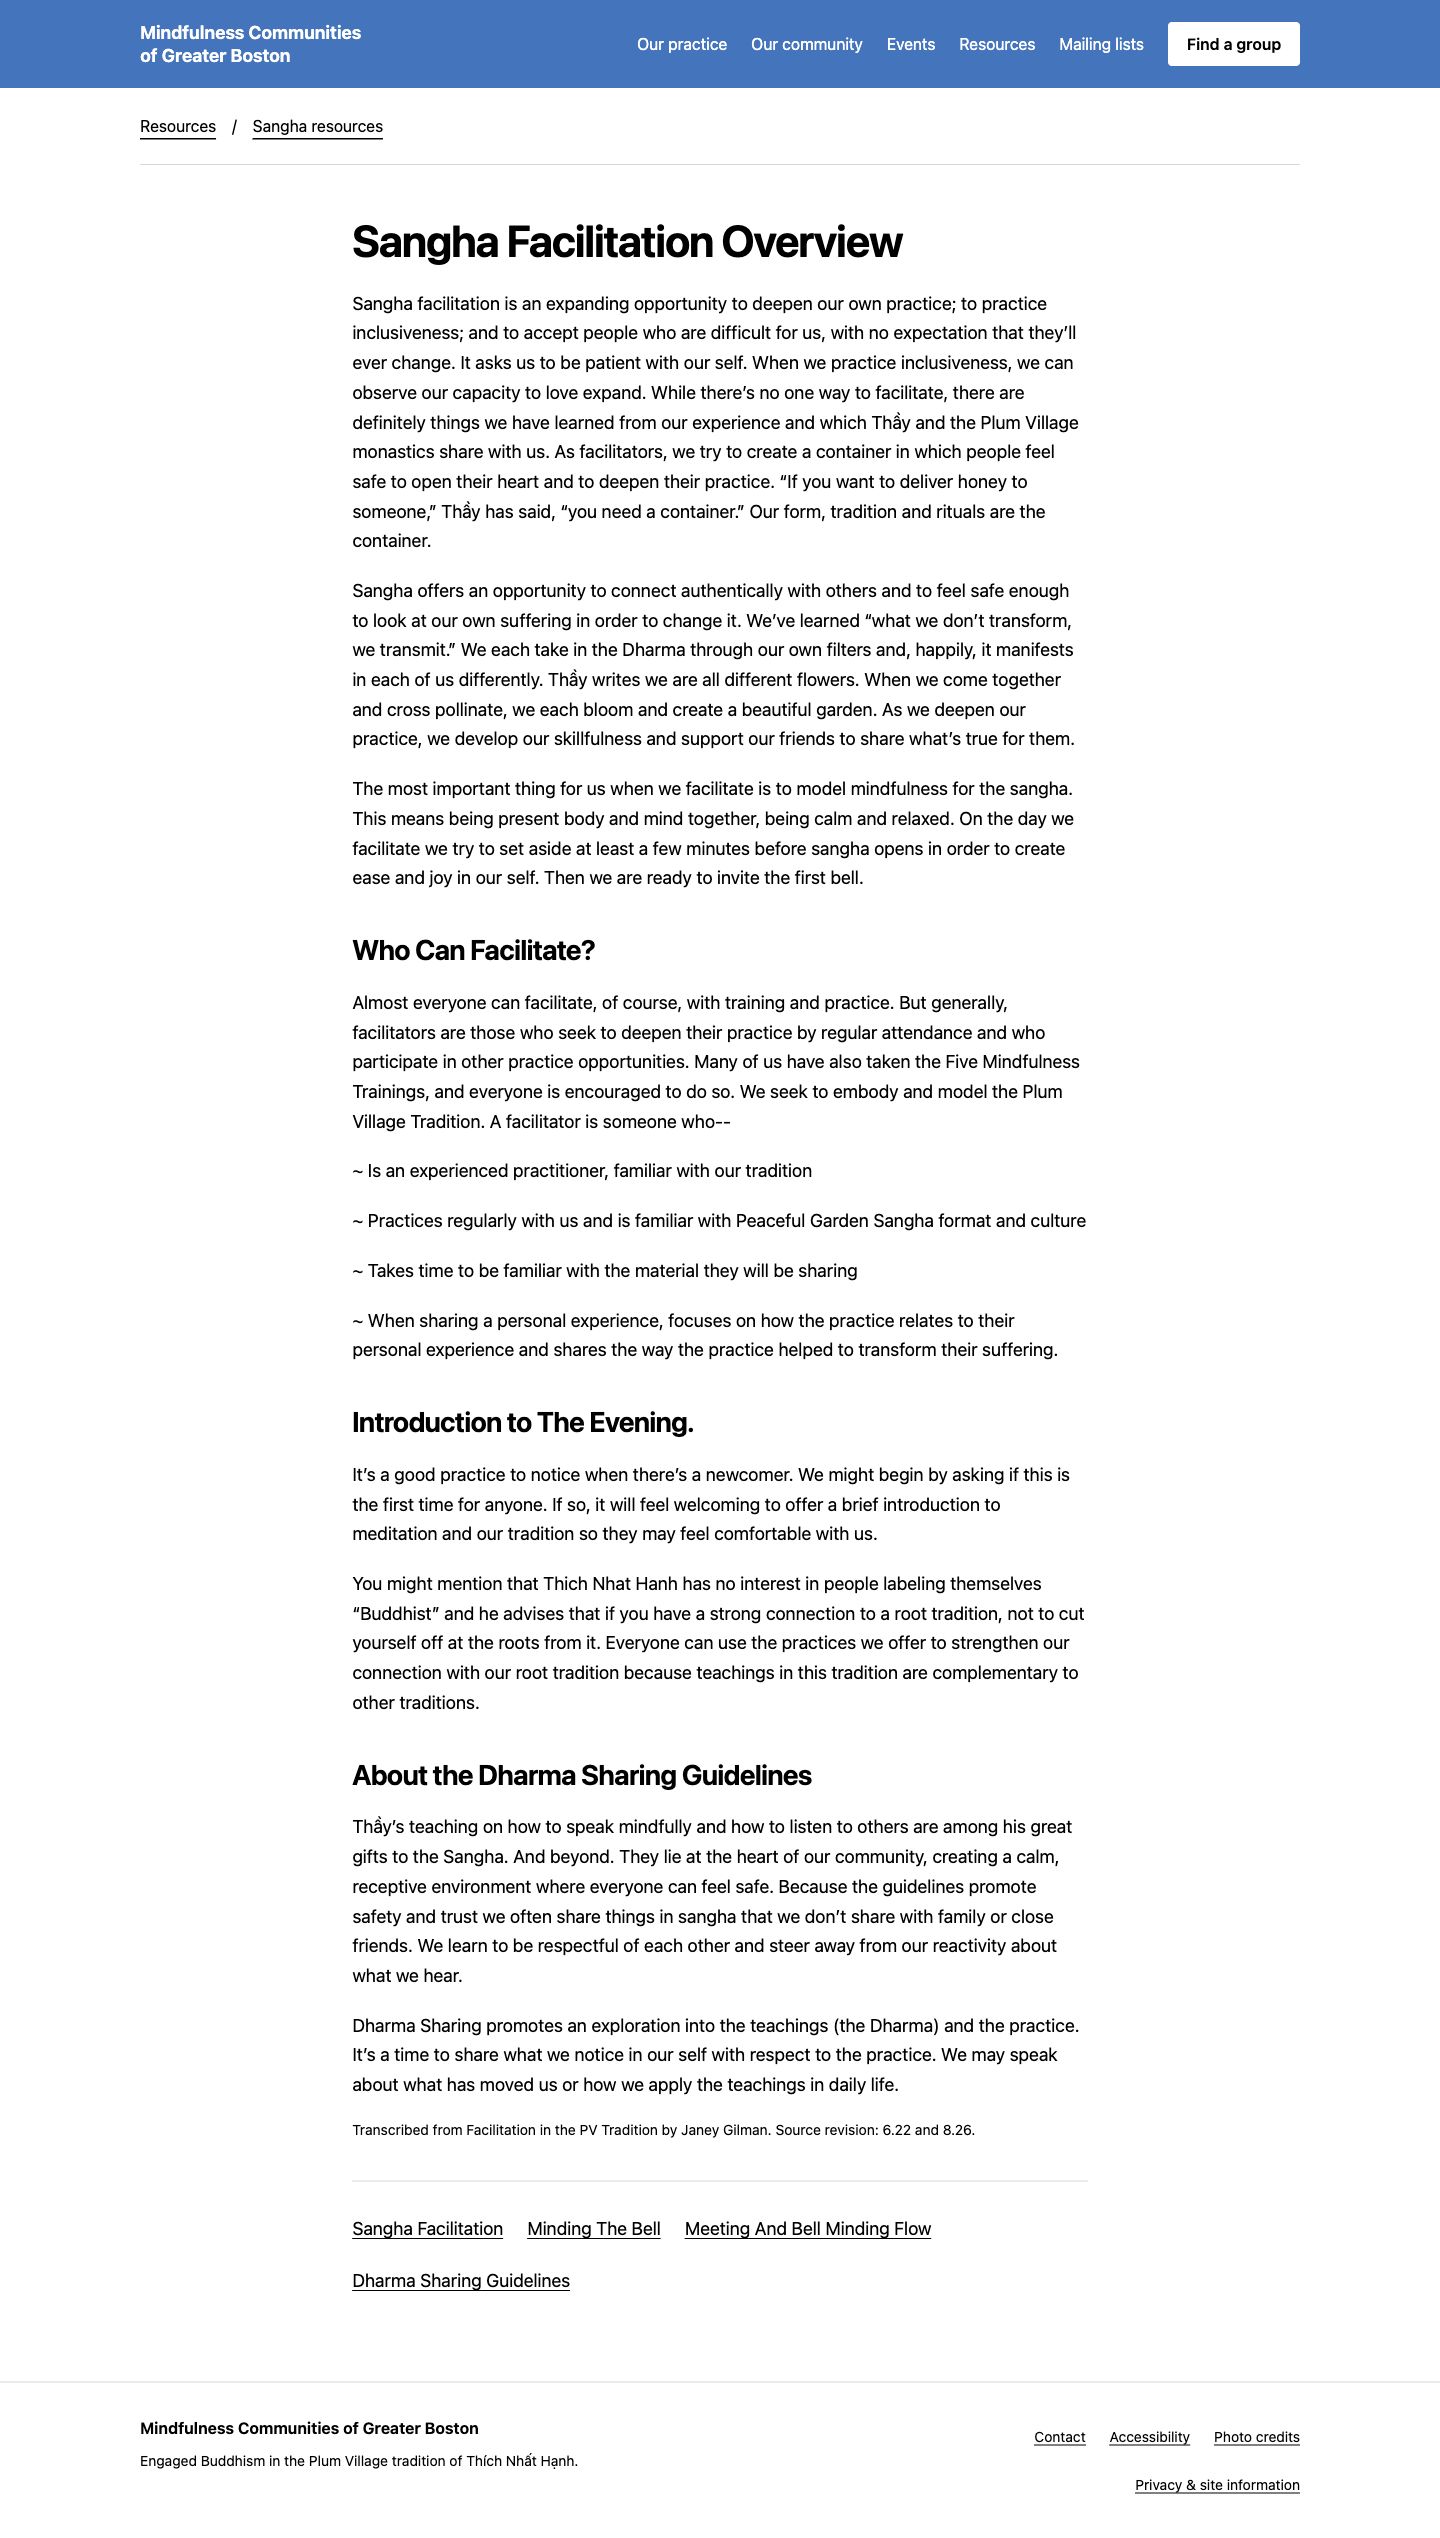 Mindfulness Communities
of Greater Boston
Our practice Our community Events Resources Mailing lists Find a group
Resources / Sangha resources
Sangha Facilitation Overview
Sangha facilitation is an expanding opportunity to deepen our own practice; to practice
inclusiveness; and to accept people who are difficult for us, with no expectation that they’ll
ever change. It asks us to be patient with our self. When we practice inclusiveness, we can
observe our capacity to love expand. While there’s no one way to facilitate, there are
definitely things we have learned from our experience and which Thầy and the Plum Village
monastics share with us. As facilitators, we try to create a container in which people feel
safe to open their heart and to deepen their practice. “If you want to deliver honey to
someone,” Thầy has said, “you need a container.” Our form, tradition and rituals are the
container.
Sangha offers an opportunity to connect authentically with others and to feel safe enough
to look at our own suffering in order to change it. We’ve learned “what we don’t transform,
we transmit.” We each take in the Dharma through our own filters and, happily, it manifests
in each of us differently. Thầy writes we are all different flowers. When we come together
and cross pollinate, we each bloom and create a beautiful garden. As we deepen our
practice, we develop our skillfulness and support our friends to share what’s true for them.
The most important thing for us when we facilitate is to model mindfulness for the sangha.
This means being present body and mind together, being calm and relaxed. On the day we
facilitate we try to set aside at least a few minutes before sangha opens in order to create
ease and joy in our self. Then we are ready to invite the first bell.
Who Can Facilitate?
Almost everyone can facilitate, of course, with training and practice. But generally,
facilitators are those who seek to deepen their practice by regular attendance and who
participate in other practice opportunities. Many of us have also taken the Five Mindfulness
Trainings, and everyone is encouraged to do so. We seek to embody and model the Plum
Village Tradition. A facilitator is someone who--
~ Is an experienced practitioner, familiar with our tradition
~ Practices regularly with us and is familiar with Peaceful Garden Sangha format and culture
~ Takes time to be familiar with the material they will be sharing
~ When sharing a personal experience, focuses on how the practice relates to their
personal experience and shares the way the practice helped to transform their suffering.
Introduction to The Evening.
It’s a good practice to notice when there’s a newcomer. We might begin by asking if this is
the first time for anyone. If so, it will feel welcoming to offer a brief introduction to
meditation and our tradition so they may feel comfortable with us.
You might mention that Thich Nhat Hanh has no interest in people labeling themselves
“Buddhist” and he advises that if you have a strong connection to a root tradition, not to cut
yourself off at the roots from it. Everyone can use the practices we offer to strengthen our
connection with our root tradition because teachings in this tradition are complementary to
other traditions.
About the Dharma Sharing Guidelines
Thầy’s teaching on how to speak mindfully and how to listen to others are among his great
gifts to the Sangha. And beyond. They lie at the heart of our community, creating a calm,
receptive environment where everyone can feel safe. Because the guidelines promote
safety and trust we often share things in sangha that we don’t share with family or close
friends. We learn to be respectful of each other and steer away from our reactivity about
what we hear.
Dharma Sharing promotes an exploration into the teachings (the Dharma) and the practice.
It’s a time to share what we notice in our self with respect to the practice. We may speak
about what has moved us or how we apply the teachings in daily life.
Transcribed from Facilitation in the PV Tradition by Janey Gilman. Source revision: 6.22 and 8.26.
Sangha Facilitation Minding The Bell Meeting And Bell Minding Flow
Dharma Sharing Guidelines
Mindfulness Communities of Greater Boston
Engaged Buddhism in the Plum Village tradition of Thích Nhất Hạnh.
Contact Accessibility Photo credits
Privacy & site information